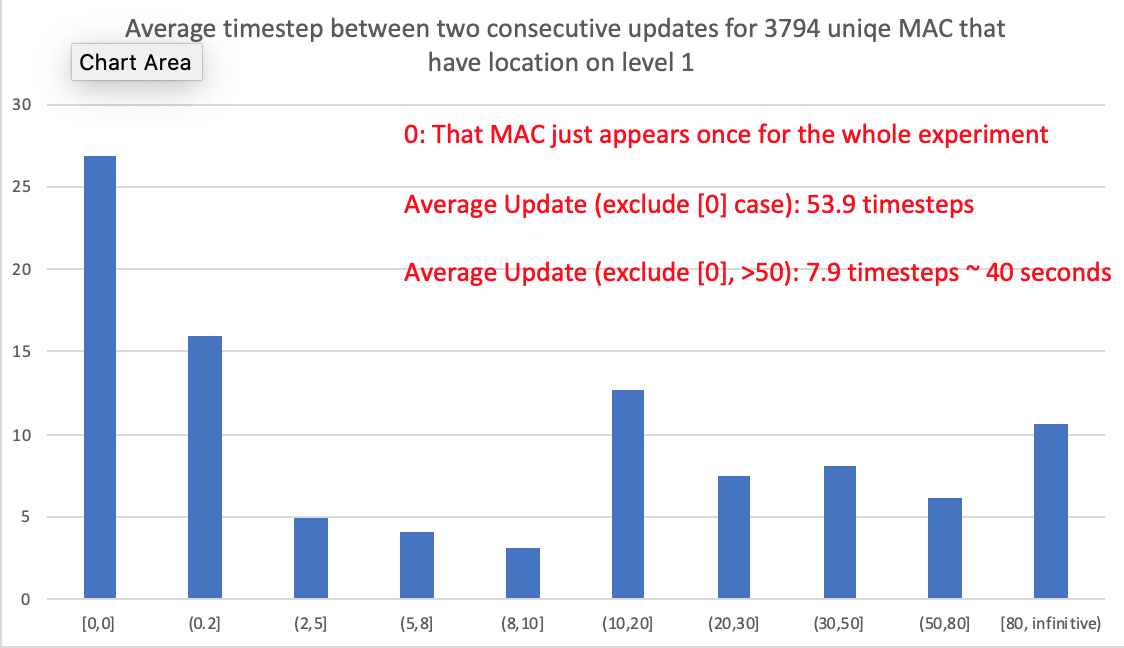 Average timestep between two consecutive updates for 3794 uniqe MAC that
have location on level 1
Chart Area
30
25
20
15
10
5
0
0: That MAC just appears once for the whole experiment
Average Update (exclude [0] case): 53.9 timesteps
Average Update (exclude [0], >50): 7.9 timesteps ~ 40 seconds
[0,0] (0.2] (2,5] (5,8] (8,10] (10,20] (20,30] (30,50] (50,80] [80, infinitive)